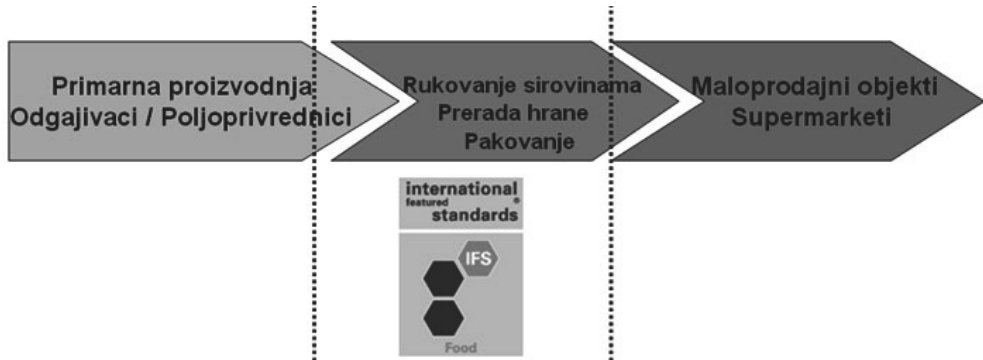 Primarna proizvodnja
Odgajivaci / Poljoprivrednici
Rukovanje sirovinama
Prerada hrane
Pakovanje
Maloprodajni objekti
Supermarketi
international
featured ®
standards
IFS
Food